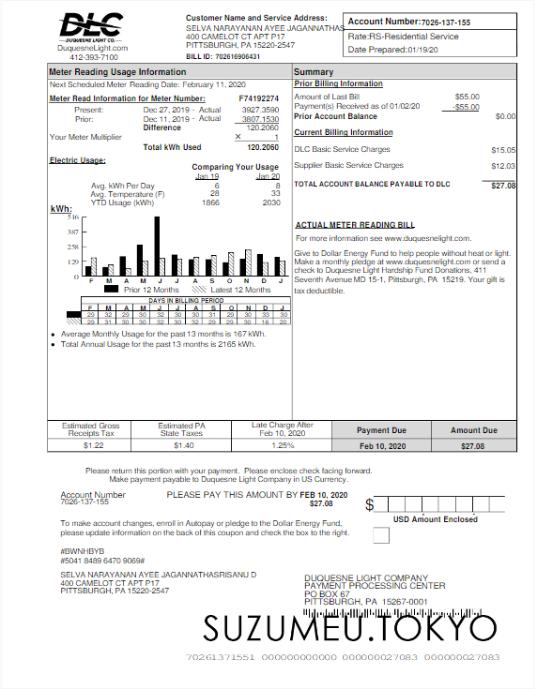 DLC
DUQUESNE LIGHT CO.
DuquesneLight.com
412-393-7100
Customer Name and Service Address:
SELVA NARAYANAN AYEE JAGANNATHAS
400 CAMELOT CT APT P17
PITTSBURGH, PA 15220-2547
BILL ID: 702616906431
Account Number:7026-137-155
Rate:RS-Residential Service
Date Prepared:01/19/20
Meter Reading Usage Information
Next Scheduled Meter Reading Date: February 11, 2020
Meter Read Information for Meter Number: F74192274
Present: Dec 27, 2019 - Actual 3927.3590
Prior: Dec 11, 2019 - Actual 3807.1530
Difference 120.2060
Your Meter Multiplier X 1
Total kWh Used 120.2060
Electric Usage:
Comparing Your Usage
Jan 19 Jan 20
Avg. kWh Per Day 6 8
Avg. Temperature (F) 28 33
YTD Usage (kWh) 1866 2030
kWh:
516
387
258
129
0
F M A M J J A S O N D J
Prior 12 Months Latest 12 Months
DAYS IN BILLING PERIOD
F M A M J J A S O N D J
29 32 30 32 30 32 30 31 29 30 33 30
29 31 30 30 32 29 30 32 29 30 16 28
• Average Monthly Usage for the past 13 months is 167 kWh.
• Total Annual Usage for the past 13 months is 2165 kWh.
Summary
Prior Billing Information
Amount of Last Bill $55.00
Payment(s) Received as of 01/02/20 -$55.00
Prior Account Balance $0.00
Current Billing Information
DLC Basic Service Charges $15.05
Supplier Basic Service Charges $12.03
TOTAL ACCOUNT BALANCE PAYABLE TO DLC $27.08
ACTUAL METER READING BILL
For more information see www.duquesnelight.com.
Give to Dollar Energy Fund to help people without heat or light.
Make a monthly pledge at www.duquesnelight.com or send a
check to Duquesne Light Hardship Fund Donations, 411
Seventh Avenue MD 15-1, Pittsburgh, PA 15219. Your gift is
tax deductible.
Estimated Gross Receipts Tax
$1.22
Estimated PA State Taxes
$1.40
Late Charge After Feb 10, 2020
1.25%
Payment Due
Feb 10, 2020
Amount Due
$27.08
Please return this portion with your payment. Please enclose check facing forward.
Make payment payable to Duquesne Light Company in US Currency.
Account Number
7026-137-155
PLEASE PAY THIS AMOUNT BY FEB 10, 2020
$27.08
$
USD Amount Enclosed
To make account changes, enroll in Autopay or pledge to the Dollar Energy Fund,
please update information on the back of this coupon and check the box to the right.
#BWNHBYB
#5041 8489 6470 9069#
SELVA NARAYANAN AYEE JAGANNATHASRISANU D
400 CAMELOT CT APT P17
PITTSBURGH, PA 15220-2547
DUQUESNE LIGHT COMPANY
PAYMENT PROCESSING CENTER
PO BOX 67
PITTSBURGH, PA 15267-0001
SUZUMEU.TOKYO
70261371551 000000000000 000000027083 000000027083